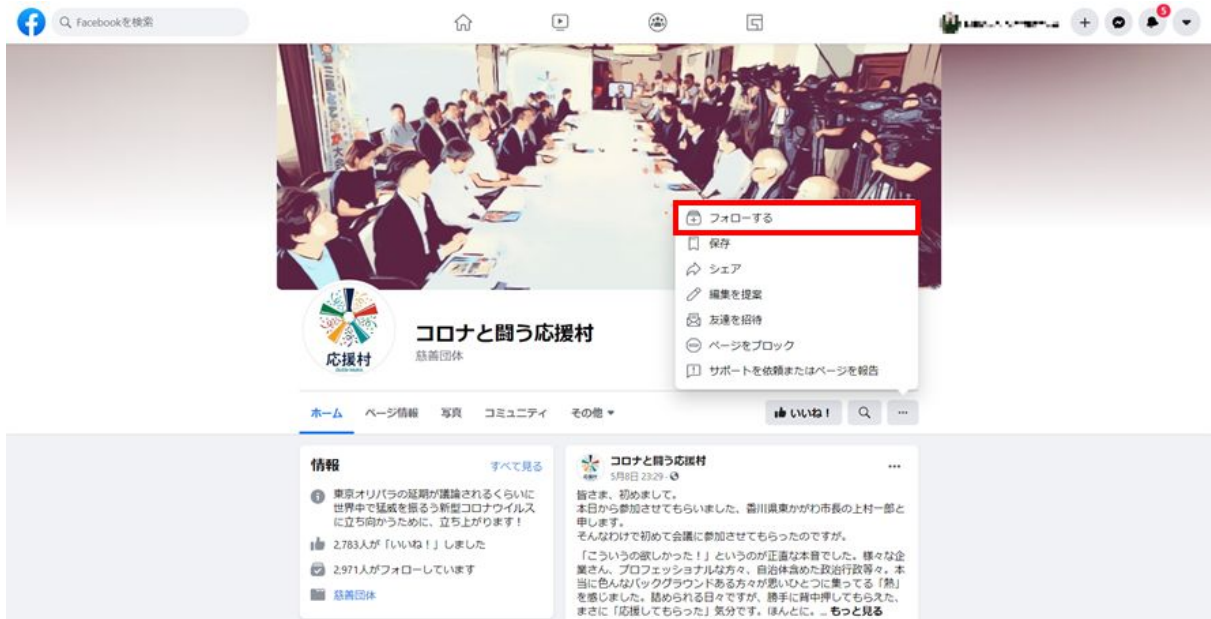 Facebookを検索
5
三豊
大会
フォローする
保存
シェア
編集を提案
友達を招待
ページをブロック
サポートを依頼またはページを報告
応援村
コロナと闘う応援村
慈善団体
ホーム ページ情報 写真 コミュニティ その他
いいね！
情報
すべて見る
東京オリパラの延期が議論されるくらいに
世界中で猛威を振るう新型コロナウイルス
に立ち向かうために、立ち上がります！
2,783人が「いいね！」しました
2,971人がフォローしています
慈善団体
コロナと闘う応援村
5月8日 23:29
皆さま、初めまして。
本日から参加させてもらいました、香川県東かがわ市長の上村一郎と
申します。
そんなわけで初めて会議に参加させてもらったのですが。
「こういうの欲しかった！」というのが正直な本音でした。様々な企
業さん、プロフェッショナルな方々、自治体含めた政治行政等々。本
当に色んなバックグラウンドある方々が思いひとつに集ってる「熱」
を感じました。詰められる日々ですが、勝手に背中押してもらえた、
まさに「応援してもらった」気分です。ほんとに。... もっと見る